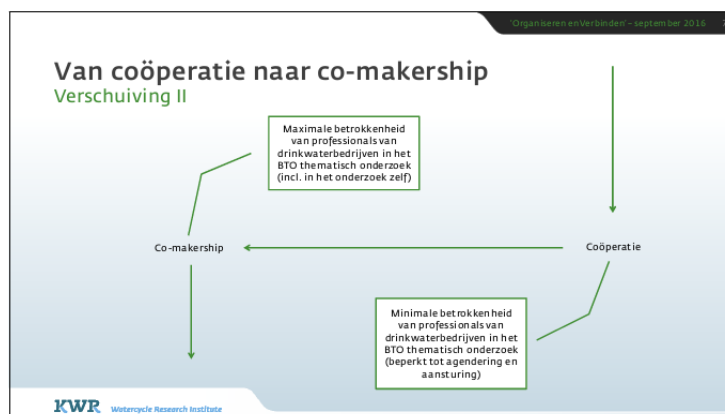 'Organiseren en Verbinden' – september 2016
Van coöperatie naar co-makership
Verschuiving II
Maximale betrokkenheid
van professionals van
drinkwaterbedrijven in het
BTO thematisch onderzoek
(incl. in het onderzoek zelf)
Co-makership
Coöperatie
Minimale betrokkenheid
van professionals van
drinkwaterbedrijven in het
BTO thematisch onderzoek
(beperkt tot agendering en
aansturing)
KWR Watercycle Research Institute